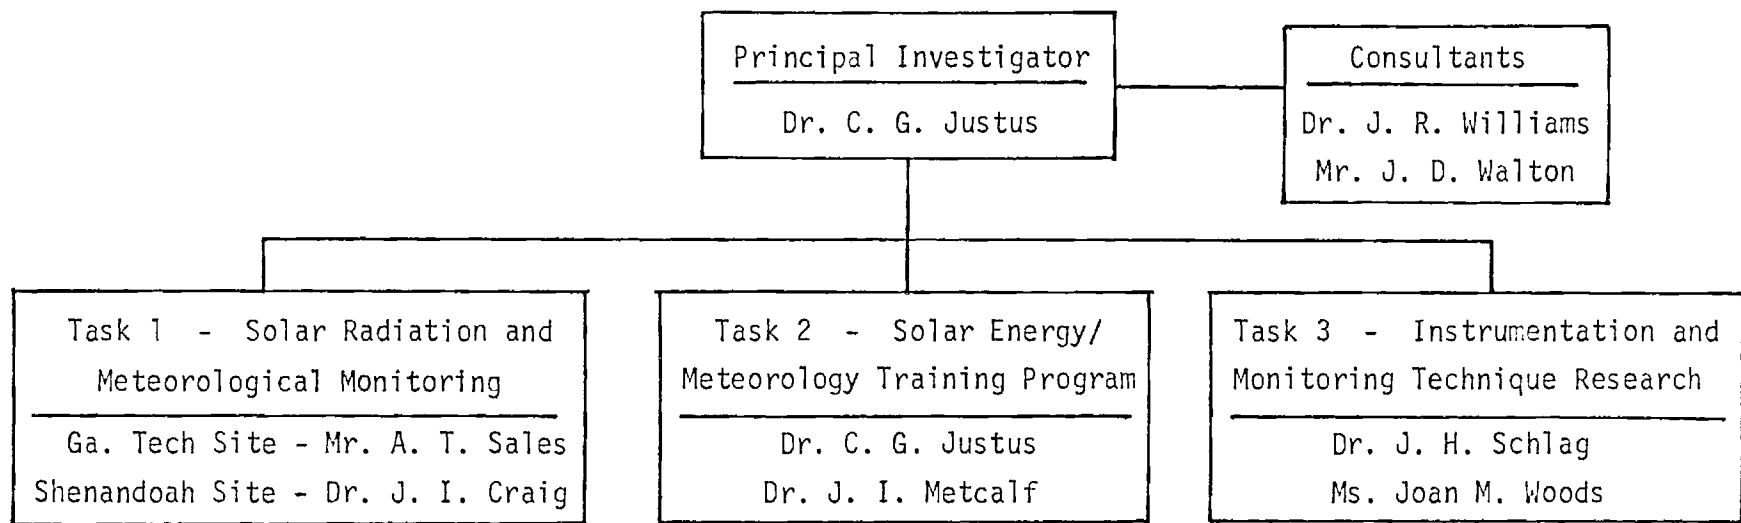 Principal Investigator
Dr. C. G. Justus
Consultants
Dr. J. R. Williams
Mr. J. D. Walton
Task 1 - Solar Radiation and
Meteorological Monitoring
Ga. Tech Site - Mr. A. T. Sales
Shenandoah Site - Dr. J. I. Craig
Task 2 - Solar Energy/
Meteorology Training Program
Dr. C. G. Justus
Dr. J. I. Metcalf
Task 3 - Instrumentation and
Monitoring Technique Research
Dr. J. H. Schlag
Ms. Joan M. Woods